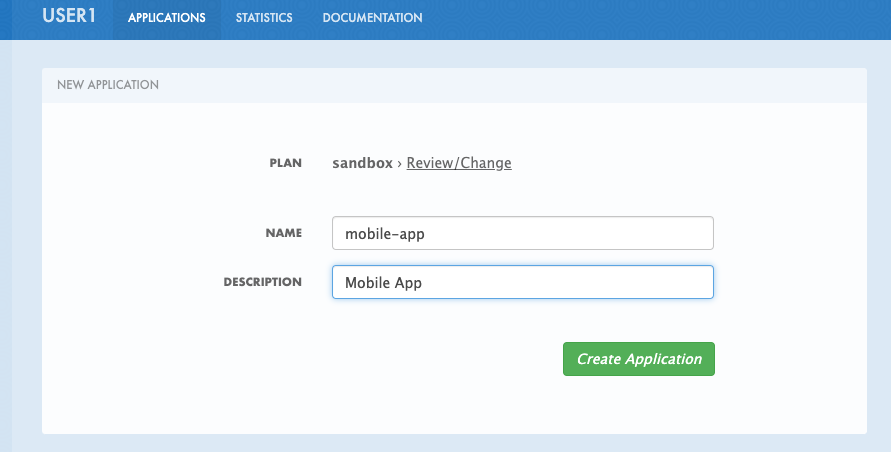 USER1 APPLICATIONS STATISTICS DOCUMENTATION
NEW APPLICATION
PLAN sandbox › Review/Change
NAME mobile-app
DESCRIPTION Mobile App
Create Application